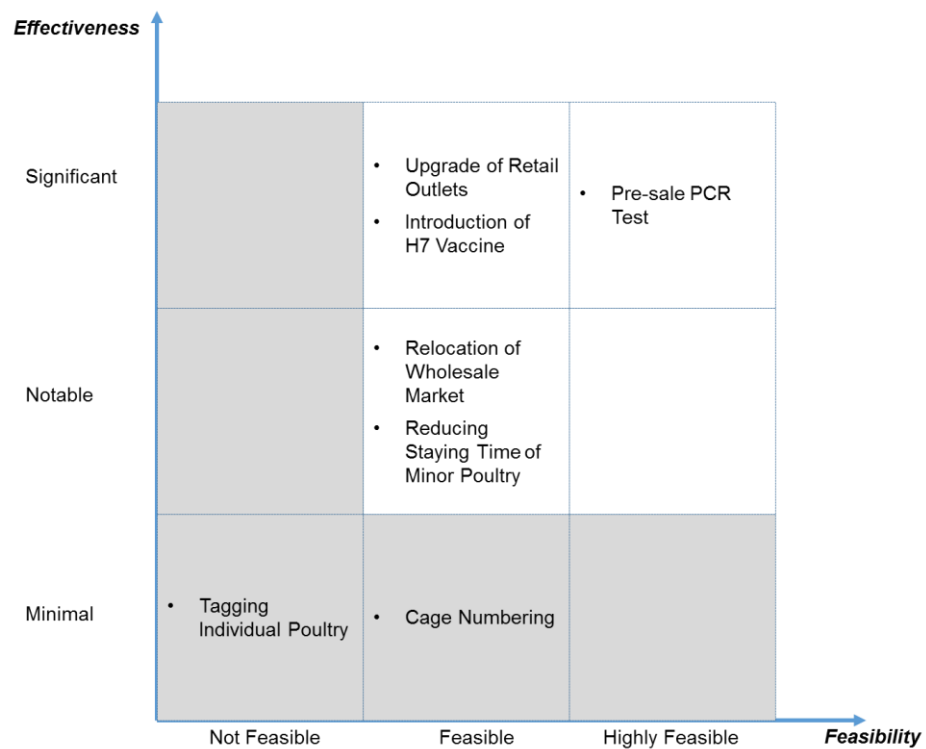 Effectiveness
Significant
• Upgrade of Retail
Outlets
• Introduction of
H7 Vaccine
• Pre-sale PCR
Test
Notable
• Relocation of
Wholesale
Market
• Reducing
Staying Time of
Minor Poultry
Minimal
• Tagging
Individual Poultry
• Cage Numbering
Not Feasible
Feasible
Highly Feasible
Feasibility